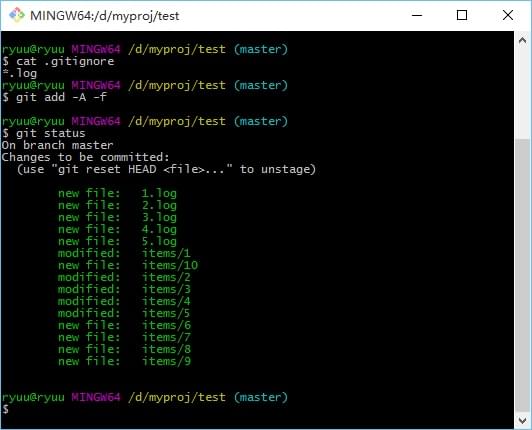 MINGW64:/d/myproj/test
ryuu@ryuu MINGW64 /d/myproj/test (master)
$ cat .gitignore
*.log
ryuu@ryuu MINGW64 /d/myproj/test (master)
$ git add -A -f
ryuu@ryuu MINGW64 /d/myproj/test (master)
$ git status
On branch master
Changes to be committed:
  (use "git reset HEAD <file>..." to unstage)
        new file:   1.log
        new file:   2.log
        new file:   3.log
        new file:   4.log
        new file:   5.log
        modified:   items/1
        new file:   items/10
        modified:   items/2
        modified:   items/3
        modified:   items/4
        modified:   items/5
        new file:   items/6
        new file:   items/7
        new file:   items/8
        new file:   items/9
ryuu@ryuu MINGW64 /d/myproj/test (master)
$